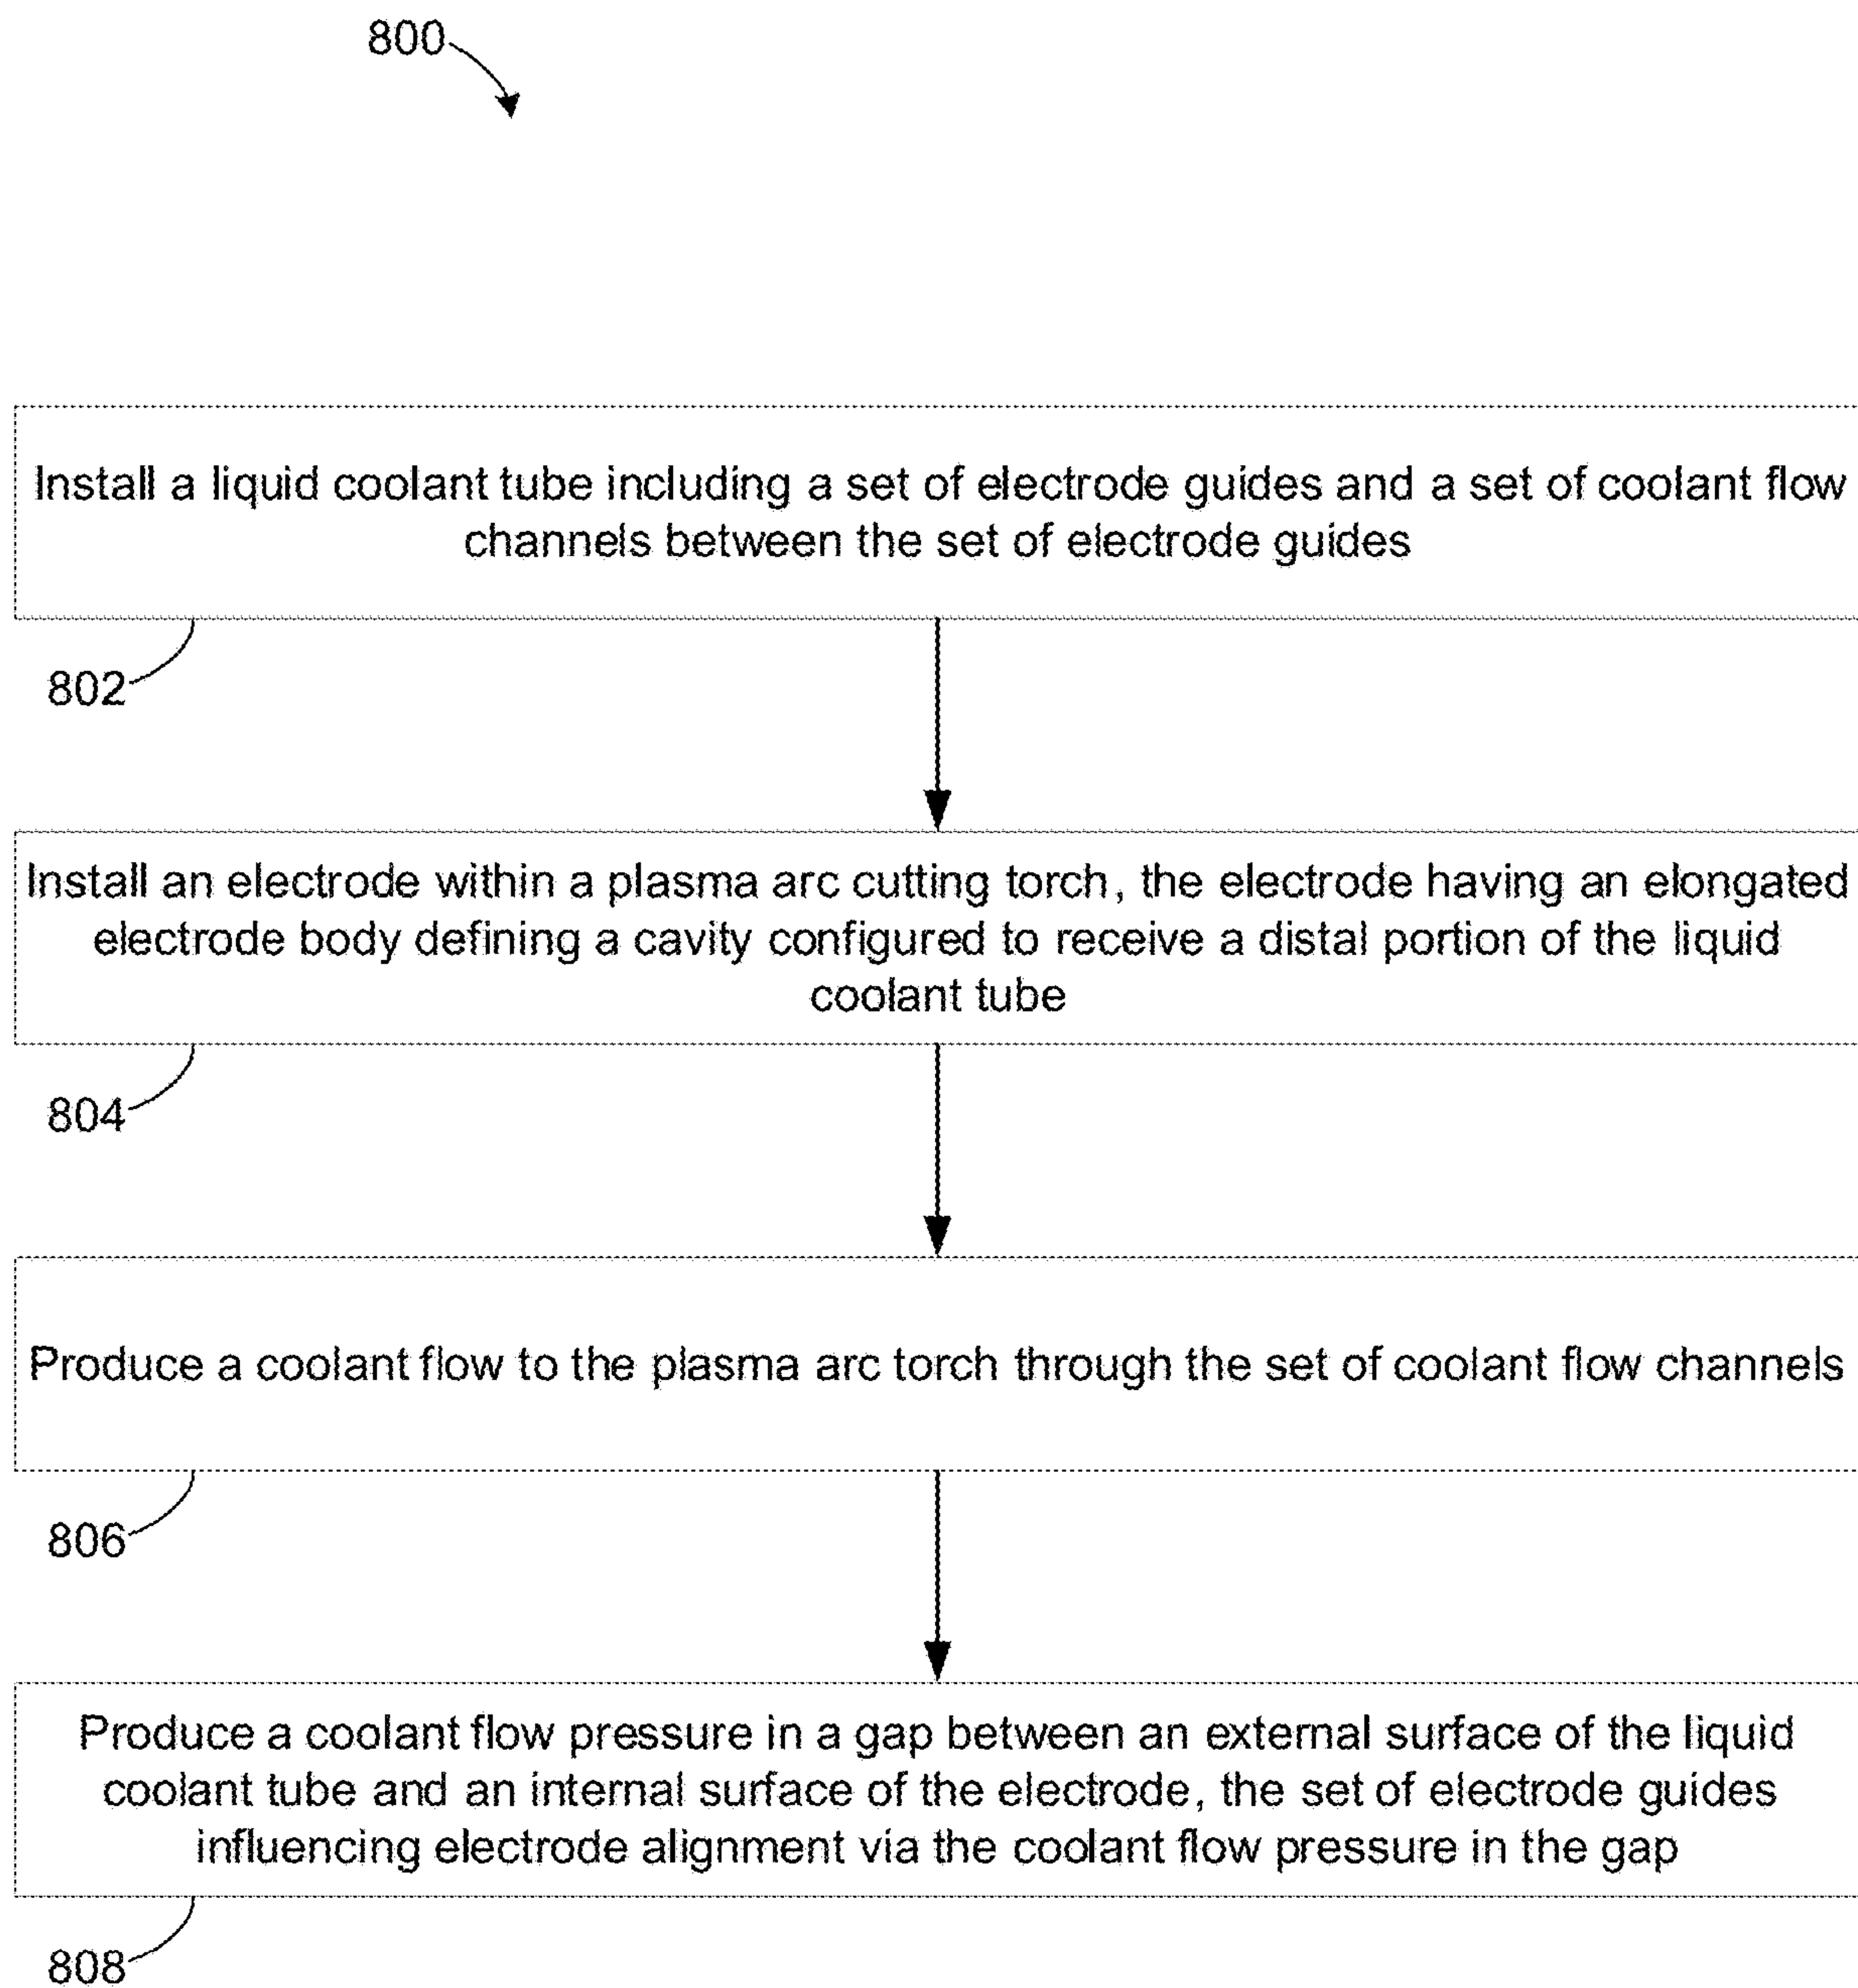 800
Install a liquid coolant tube including a set of electrode guides and a set of coolant flow
channels between the set of electrode guides
802
Install an electrode within a plasma arc cutting torch, the electrode having an elongated
electrode body defining a cavity configured to receive a distal portion of the liquid
coolant tube
804
Produce a coolant flow to the plasma arc torch through the set of coolant flow channels
806
Produce a coolant flow pressure in a gap between an external surface of the liquid
coolant tube and an internal surface of the electrode, the set of electrode guides
influencing electrode alignment via the coolant flow pressure in the gap
808